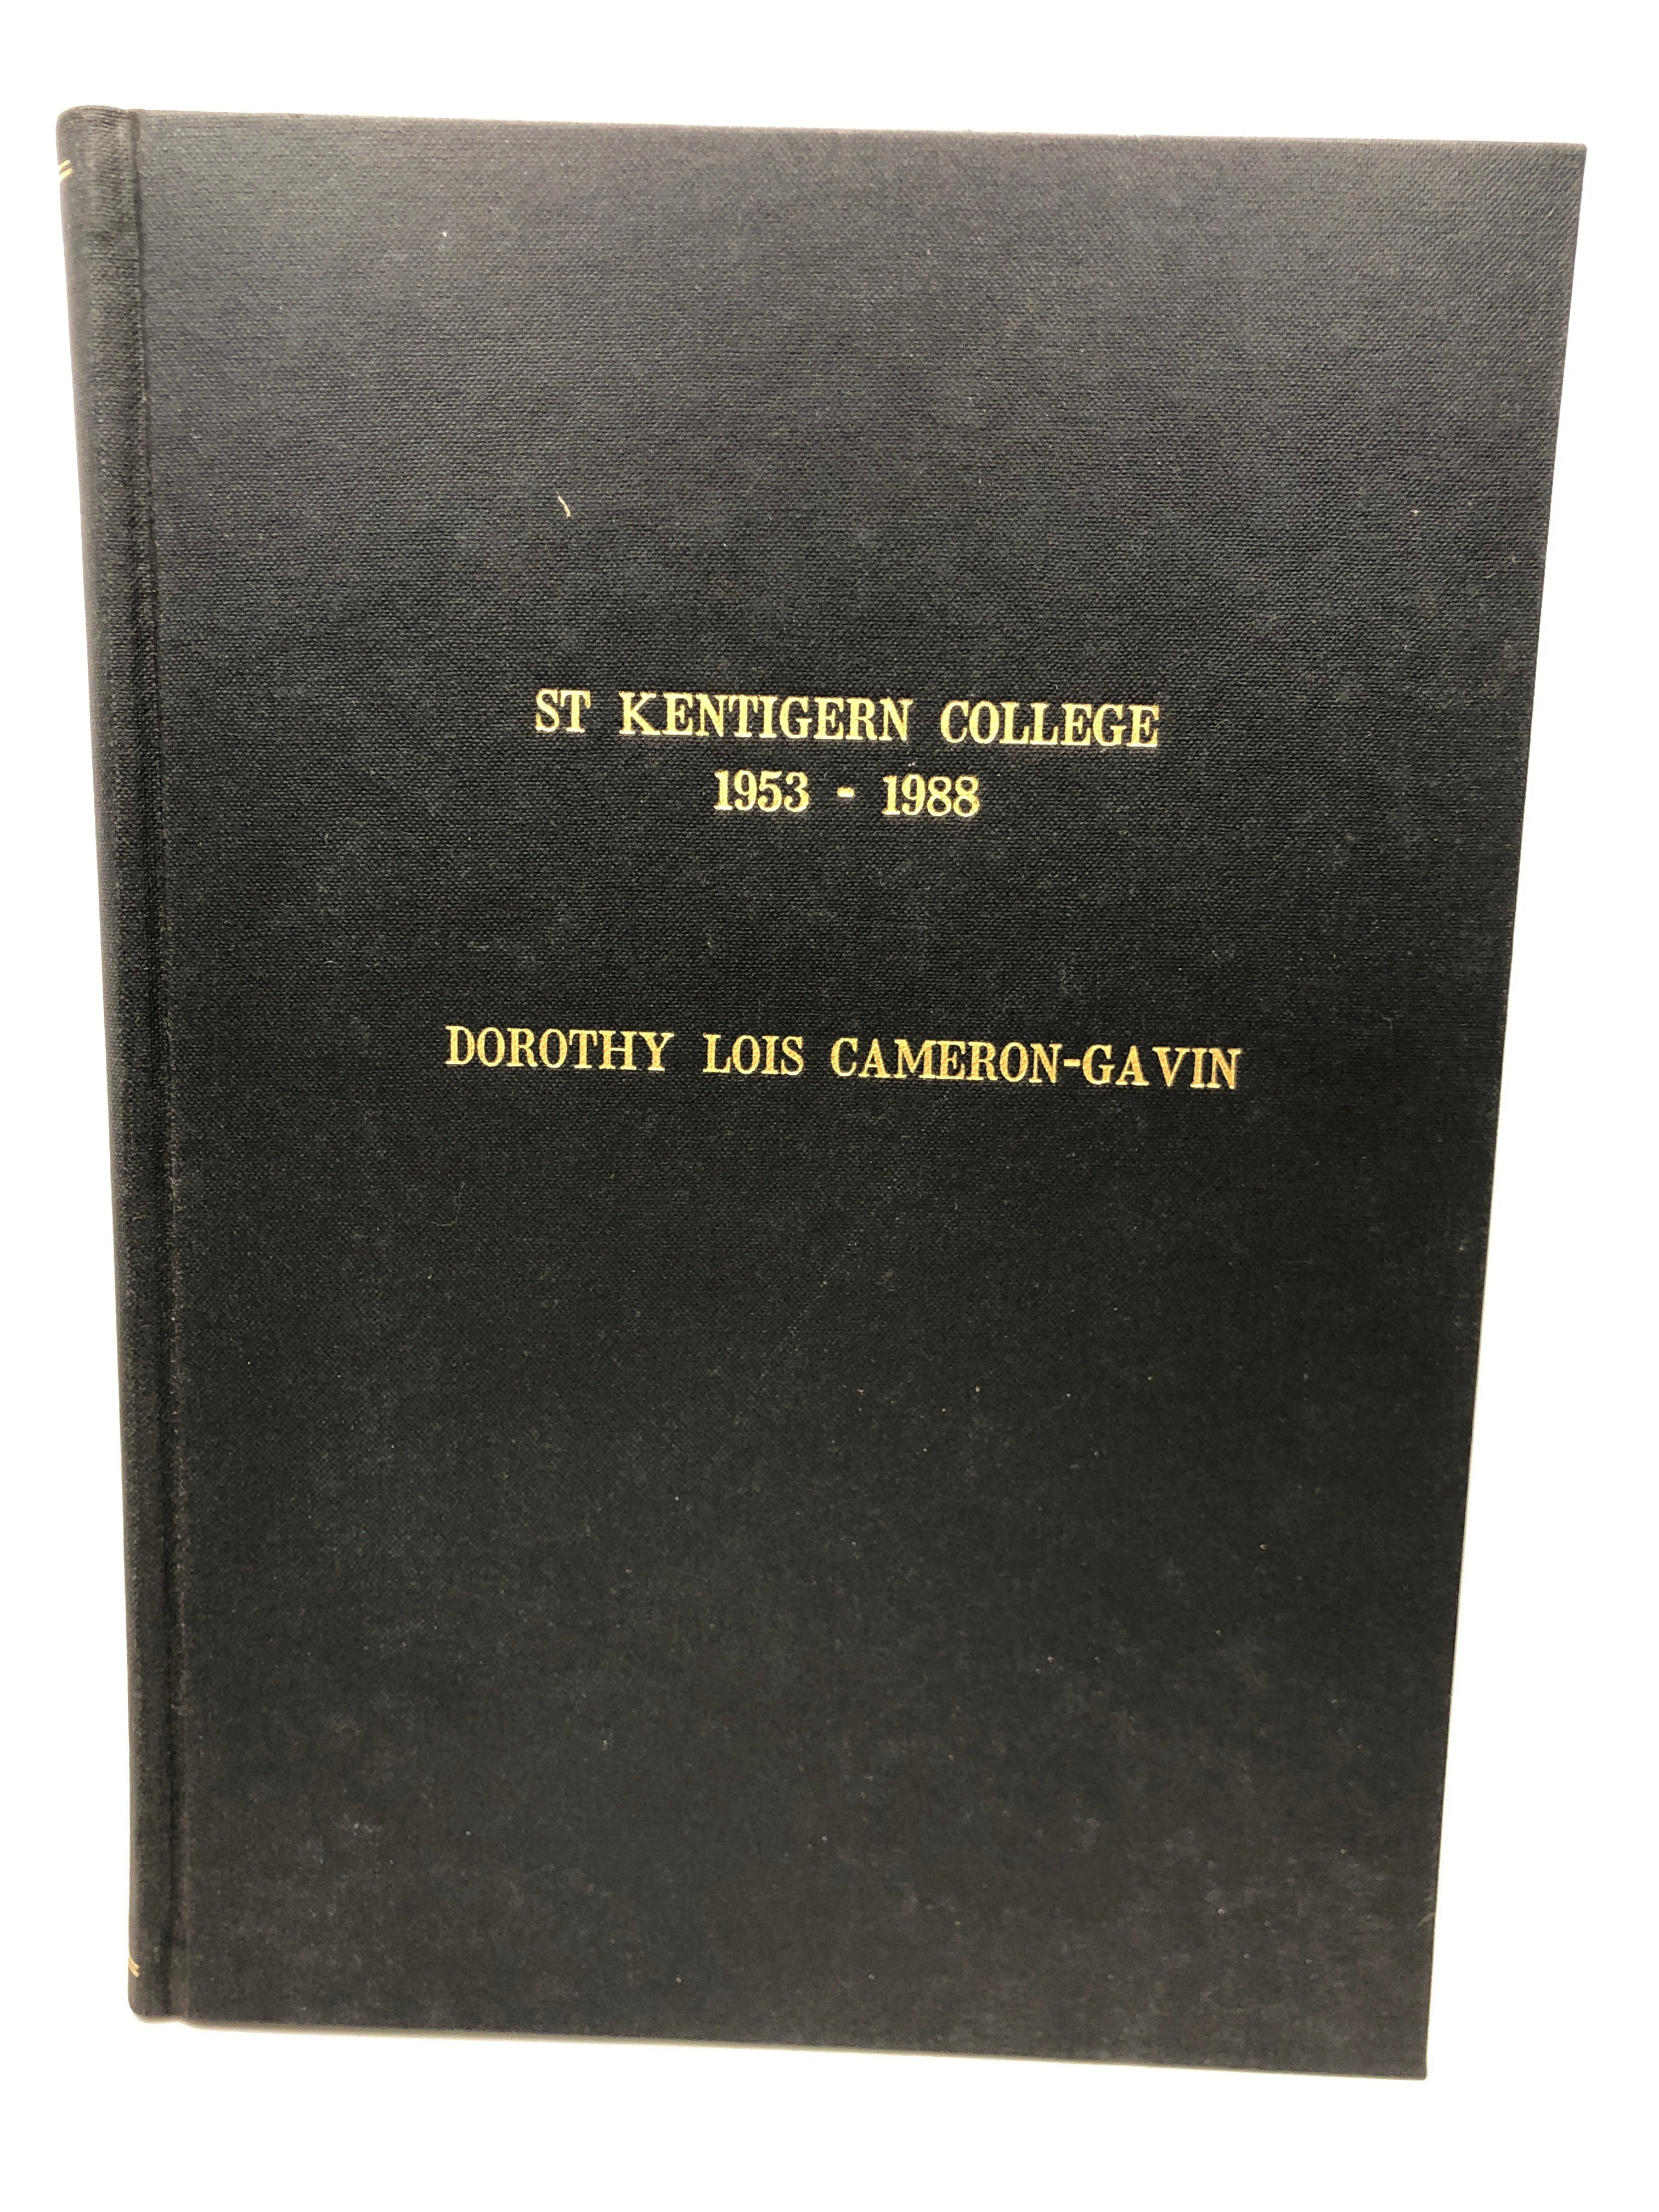 ST KENTIGERN COLLEGE
1953 - 1988
DOROTHY LOIS CAMERON-GAVIN